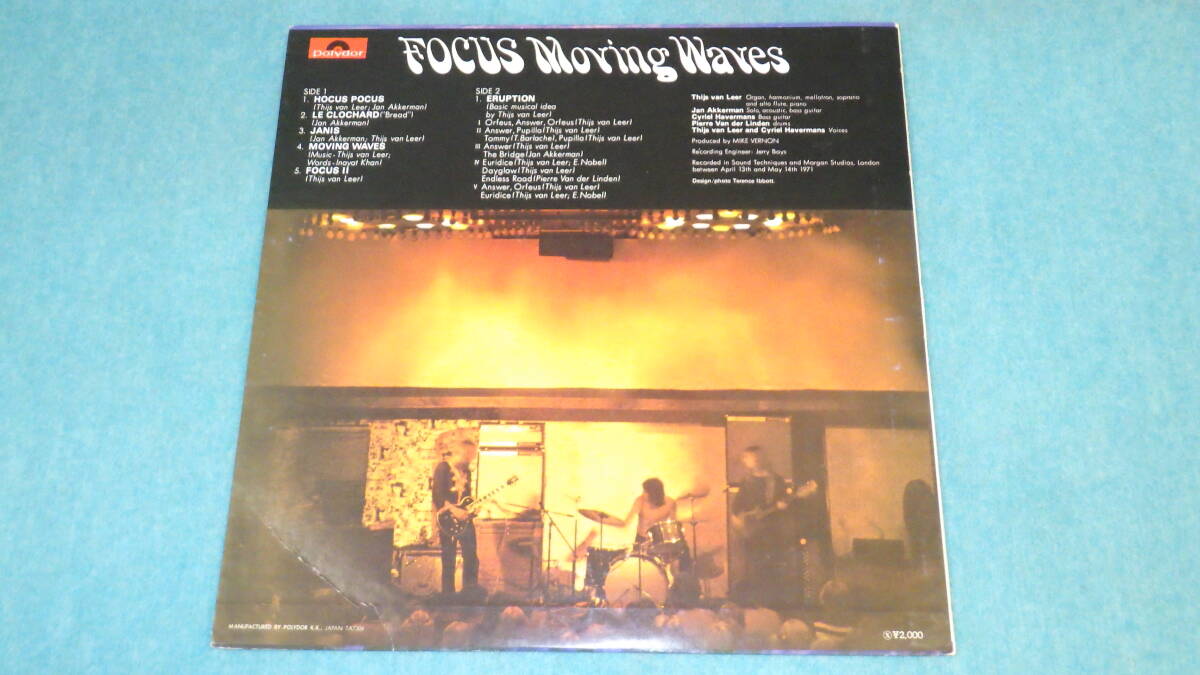 Polydor
FOCUS Moving Waves
SIDE 1
1. HOCUS POCUS
(Thijs van Leer; Jan Akkerman)
2. LE CLOCHARD ("Bread")
(Jan Akkerman)
3. JANIS
(Jan Akkerman; Thijs van Leer)
4. MOVING WAVES
(Music - Thijs van Leer;
Words - Inayat Khan)
5. FOCUS II
(Thijs van Leer)
SIDE 2
1. ERUPTION
(Basic musical idea
by Thijs van Leer)
I Orfeus, Answer, Orfeus (Thijs van Leer)
II Answer, Pupilla (Thijs van Leer)
Tommy (T. Barlache), Pupilla (Thijs van Leer)
III Answer (Thijs van Leer)
The Bridge (Jan Akkerman)
IV Euridice (Thijs van Leer; E. Nobel)
Dayglow (Thijs van Leer)
Endless Road (Pierre Van der Linden)
V Answer, Orfeus (Thijs van Leer)
Euridice (Thijs van Leer; E. Nobel)
Thijs van Leer Organ, harmonium, mellotron, soprano
and alto flute, piano
Jan Akkerman Solo, acoustic, bass guitar
Cyriel Havermans Bass guitar
Pierre Van der Linden drums
Thijs van Leer and Cyriel Havermans Voices
Produced by MIKE VERNON
Recording Engineer: Jerry Boys
Recorded in Sound Techniques and Morgan Studios, London
between April 13th and May 14th 1971
Design/photo Terence Ibbott.
MANUFACTURED BY POLYDOR K.K., JAPAN
¥2,000